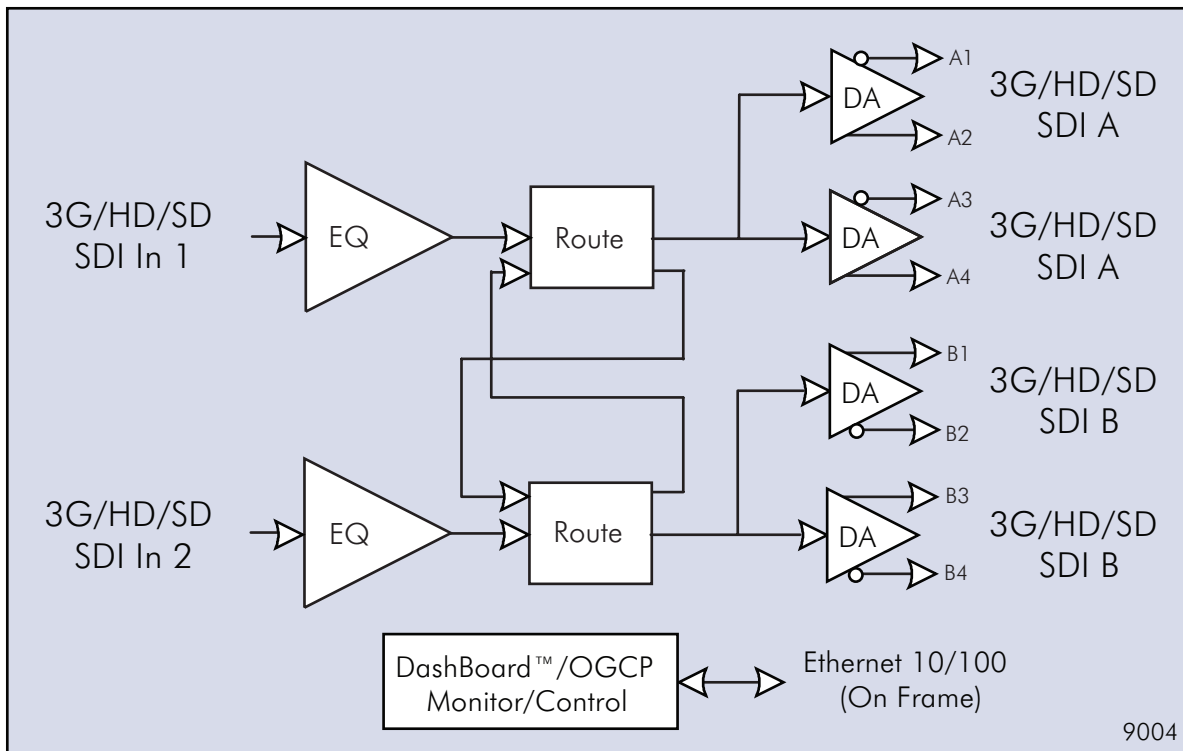 A1
3G/HD/SD
SDI A
DA
A2
3G/HD/SD
SDI In 1
EQ
Route
A3
DA
3G/HD/SD
SDI A
A4
B1
3G/HD/SD
SDI B
DA
B2
3G/HD/SD
SDI In 2
EQ
Route
B3
DA
3G/HD/SD
SDI B
B4
DashBoard™/OGCP
Monitor/Control
Ethernet 10/100
(On Frame)
9004